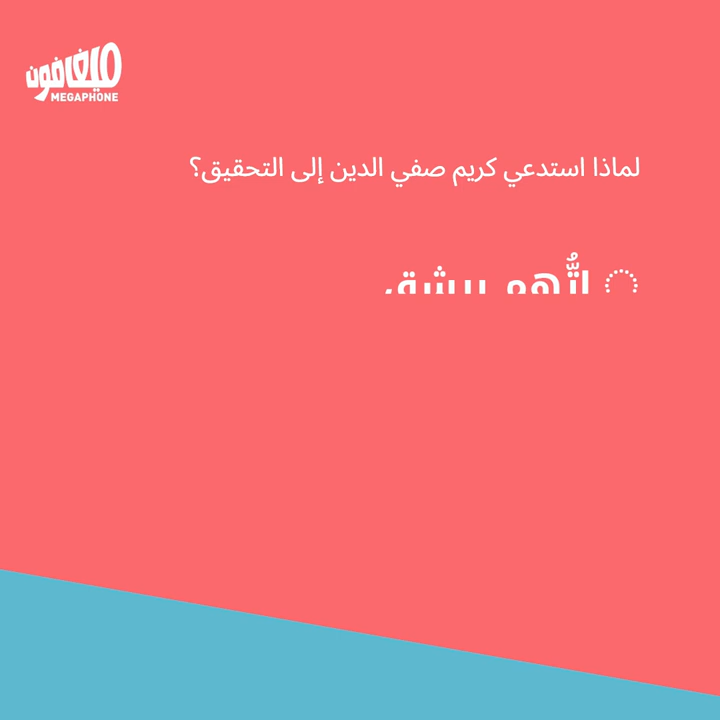 ميغافون
MEGAPHONE
لماذا استدعي كريم صفي الدين إلى التحقيق؟
اتُّهم